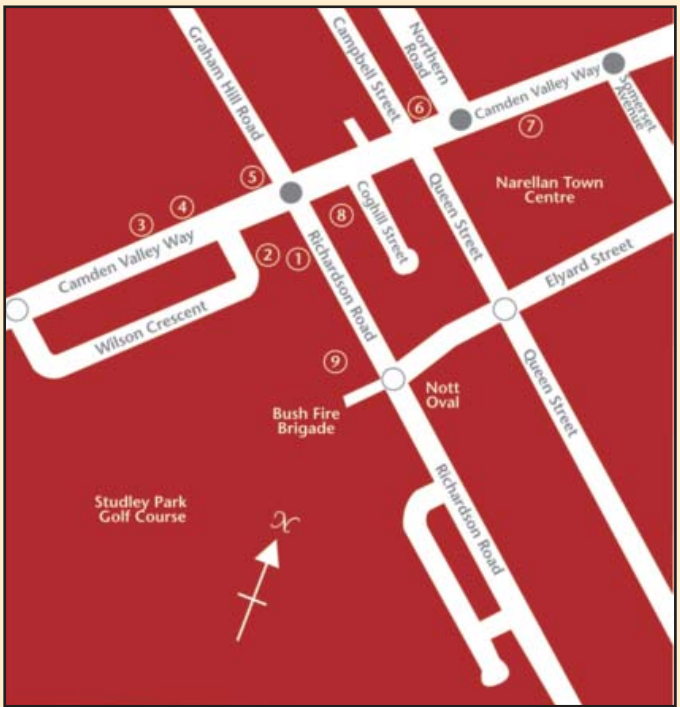 Graham Hill Road
Campbell Street
Northern
Road
6
Camden Valley Way
Somerset
Avenue
7
5
Narellan Town
Centre
4
3
8
Coghill Street
Queen Street
Camden Valley Way
2
1
Richardson Road
Elyard Street
Wilson Crescent
9
Nott
Oval
Queen Street
Bush Fire
Brigade
Richardson Road
Studley Park
Golf Course